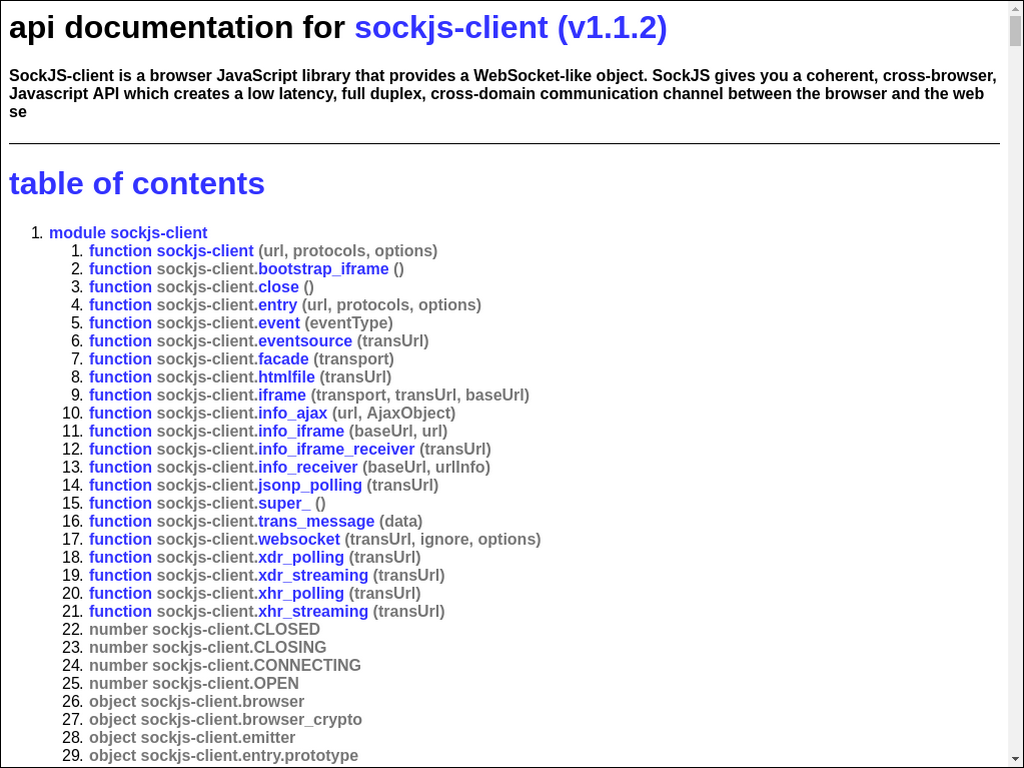 api documentation for sockjs-client (v1.1.2)
SockJS-client is a browser JavaScript library that provides a WebSocket-like object. SockJS gives you a coherent, cross-browser,
Javascript API which creates a low latency, full duplex, cross-domain communication channel between the browser and the web
se
table of contents
1. module sockjs-client
1. function sockjs-client (url, protocols, options)
2. function sockjs-client.bootstrap_iframe ()
3. function sockjs-client.close ()
4. function sockjs-client.entry (url, protocols, options)
5. function sockjs-client.event (eventType)
6. function sockjs-client.eventsource (transUrl)
7. function sockjs-client.facade (transport)
8. function sockjs-client.htmlfile (transUrl)
9. function sockjs-client.iframe (transport, transUrl, baseUrl)
10. function sockjs-client.info_ajax (url, AjaxObject)
11. function sockjs-client.info_iframe (baseUrl, url)
12. function sockjs-client.info_iframe_receiver (transUrl)
13. function sockjs-client.info_receiver (baseUrl, urlInfo)
14. function sockjs-client.jsonp_polling (transUrl)
15. function sockjs-client.super_ ()
16. function sockjs-client.trans_message (data)
17. function sockjs-client.websocket (transUrl, ignore, options)
18. function sockjs-client.xdr_polling (transUrl)
19. function sockjs-client.xdr_streaming (transUrl)
20. function sockjs-client.xhr_polling (transUrl)
21. function sockjs-client.xhr_streaming (transUrl)
22. number sockjs-client.CLOSED
23. number sockjs-client.CLOSING
24. number sockjs-client.CONNECTING
25. number sockjs-client.OPEN
26. object sockjs-client.browser
27. object sockjs-client.browser_crypto
28. object sockjs-client.emitter
29. object sockjs-client.entry.prototype